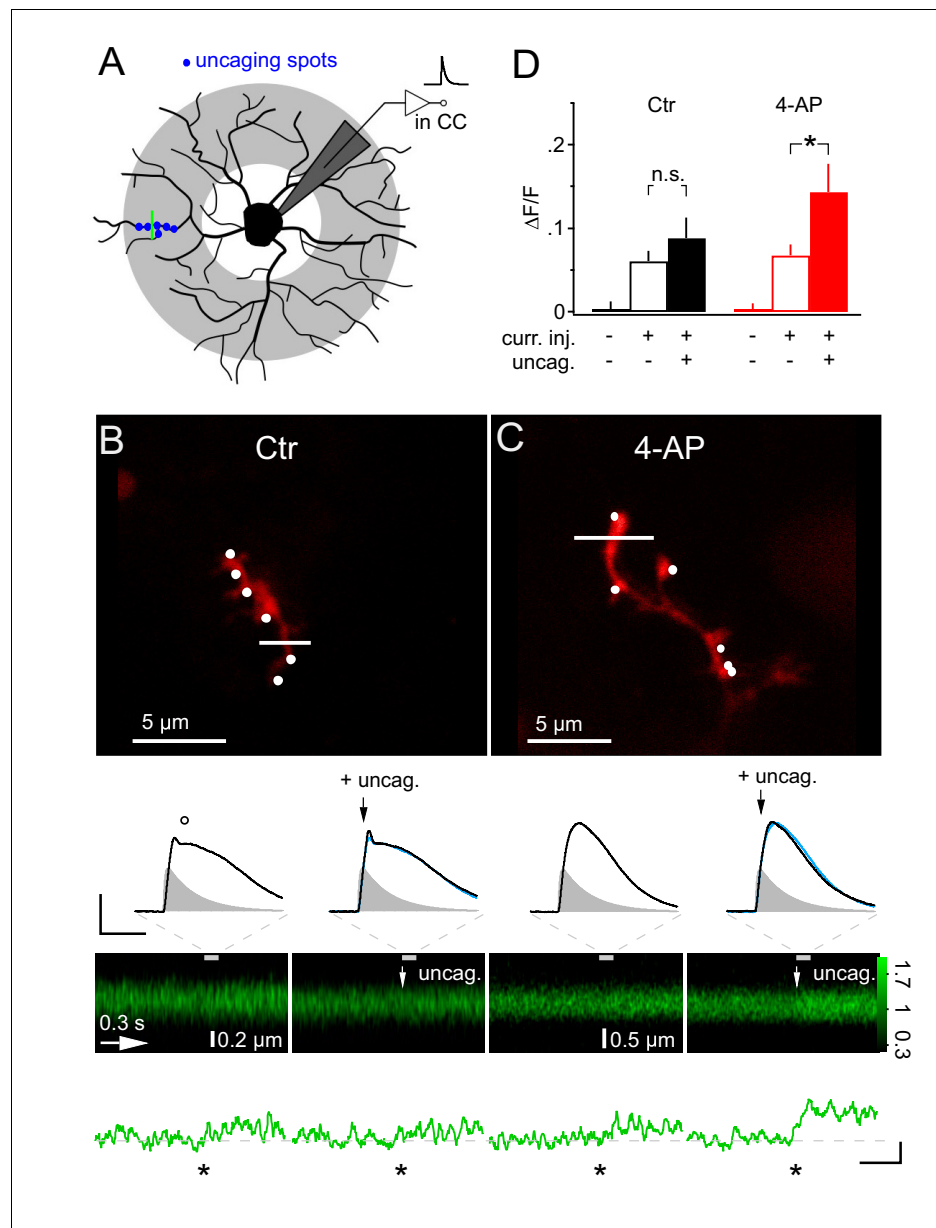 A
• uncaging spots
in CC
D
Ctr
4-AP
ΔF/F
.2
.1
0
n.s.
*
curr. inj.
- + +
- + +
uncag.
- +
- +
B
Ctr
5 µm
C
4-AP
5 µm
+ uncag.
+ uncag.
0.3 s
0.2 µm
uncag.
0.5 µm
uncag.
1.7
1
0.3
* * * *